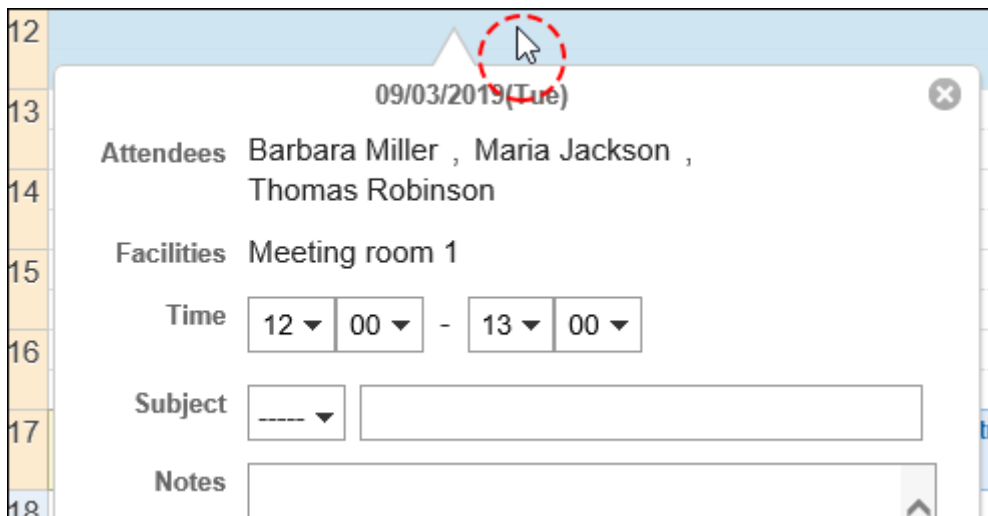 12
09/03/2019(Tue)
13
Attendees Barbara Miller , Maria Jackson ,
14
Thomas Robinson
Facilities Meeting room 1
15
Time 12 00 - 13 00
16
Subject -----
17
Notes
18